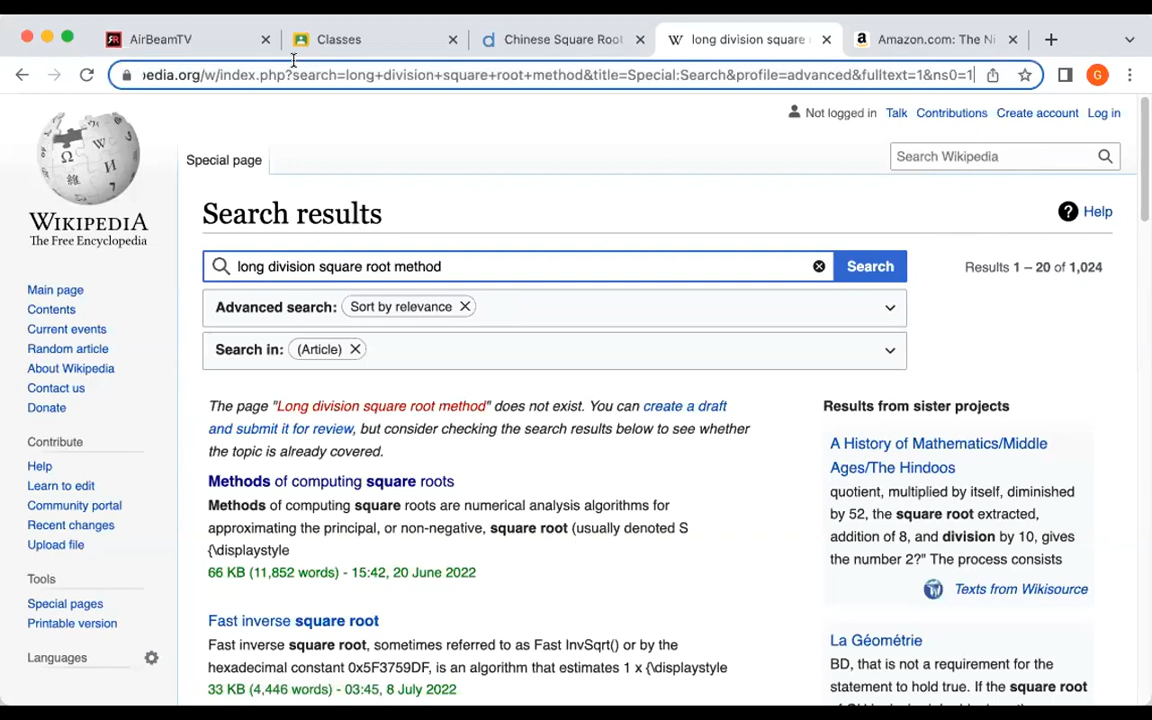 AirBeamTV
Classes
Chinese Square Roo
long division square
Amazon.com: The Ni
pedia.org/w/index.php?search=long+division+square+root+method&title=Special:Search&profile=advanced&fulltext=1&ns0=1
G
Not logged in Talk Contributions Create account Log in
Special page
Search Wikipedia
WIKIPEDIA
The Free Encyclopedia
Search results
Help
long division square root method
Search
Results 1 – 20 of 1,024
Advanced search: Sort by relevance
Search in: (Article)
Main page
Contents
Current events
Random article
About Wikipedia
Contact us
Donate
Contribute
Help
Learn to edit
Community portal
Recent changes
Upload file
Tools
Special pages
Printable version
Languages
The page "Long division square root method" does not exist. You can create a draft
and submit it for review, but consider checking the search results below to see whether
the topic is already covered.
Methods of computing square roots
Methods of computing square roots are numerical analysis algorithms for
approximating the principal, or non-negative, square root (usually denoted S
{\displaystyle
66 KB (11,852 words) - 15:42, 20 June 2022
Fast inverse square root
Fast inverse square root, sometimes referred to as Fast InvSqrt() or by the
hexadecimal constant 0x5F3759DF, is an algorithm that estimates 1 x {\displaystyle
33 KB (4,446 words) - 03:45, 8 July 2022
Results from sister projects
A History of Mathematics/Middle
Ages/The Hindoos
quotient, multiplied by itself, diminished
by 52, the square root extracted,
addition of 8, and division by 10, gives
the number 2?" The process consists
Texts from Wikisource
La Géométrie
BD, that is not a requirement for the
statement to hold true. If the square root